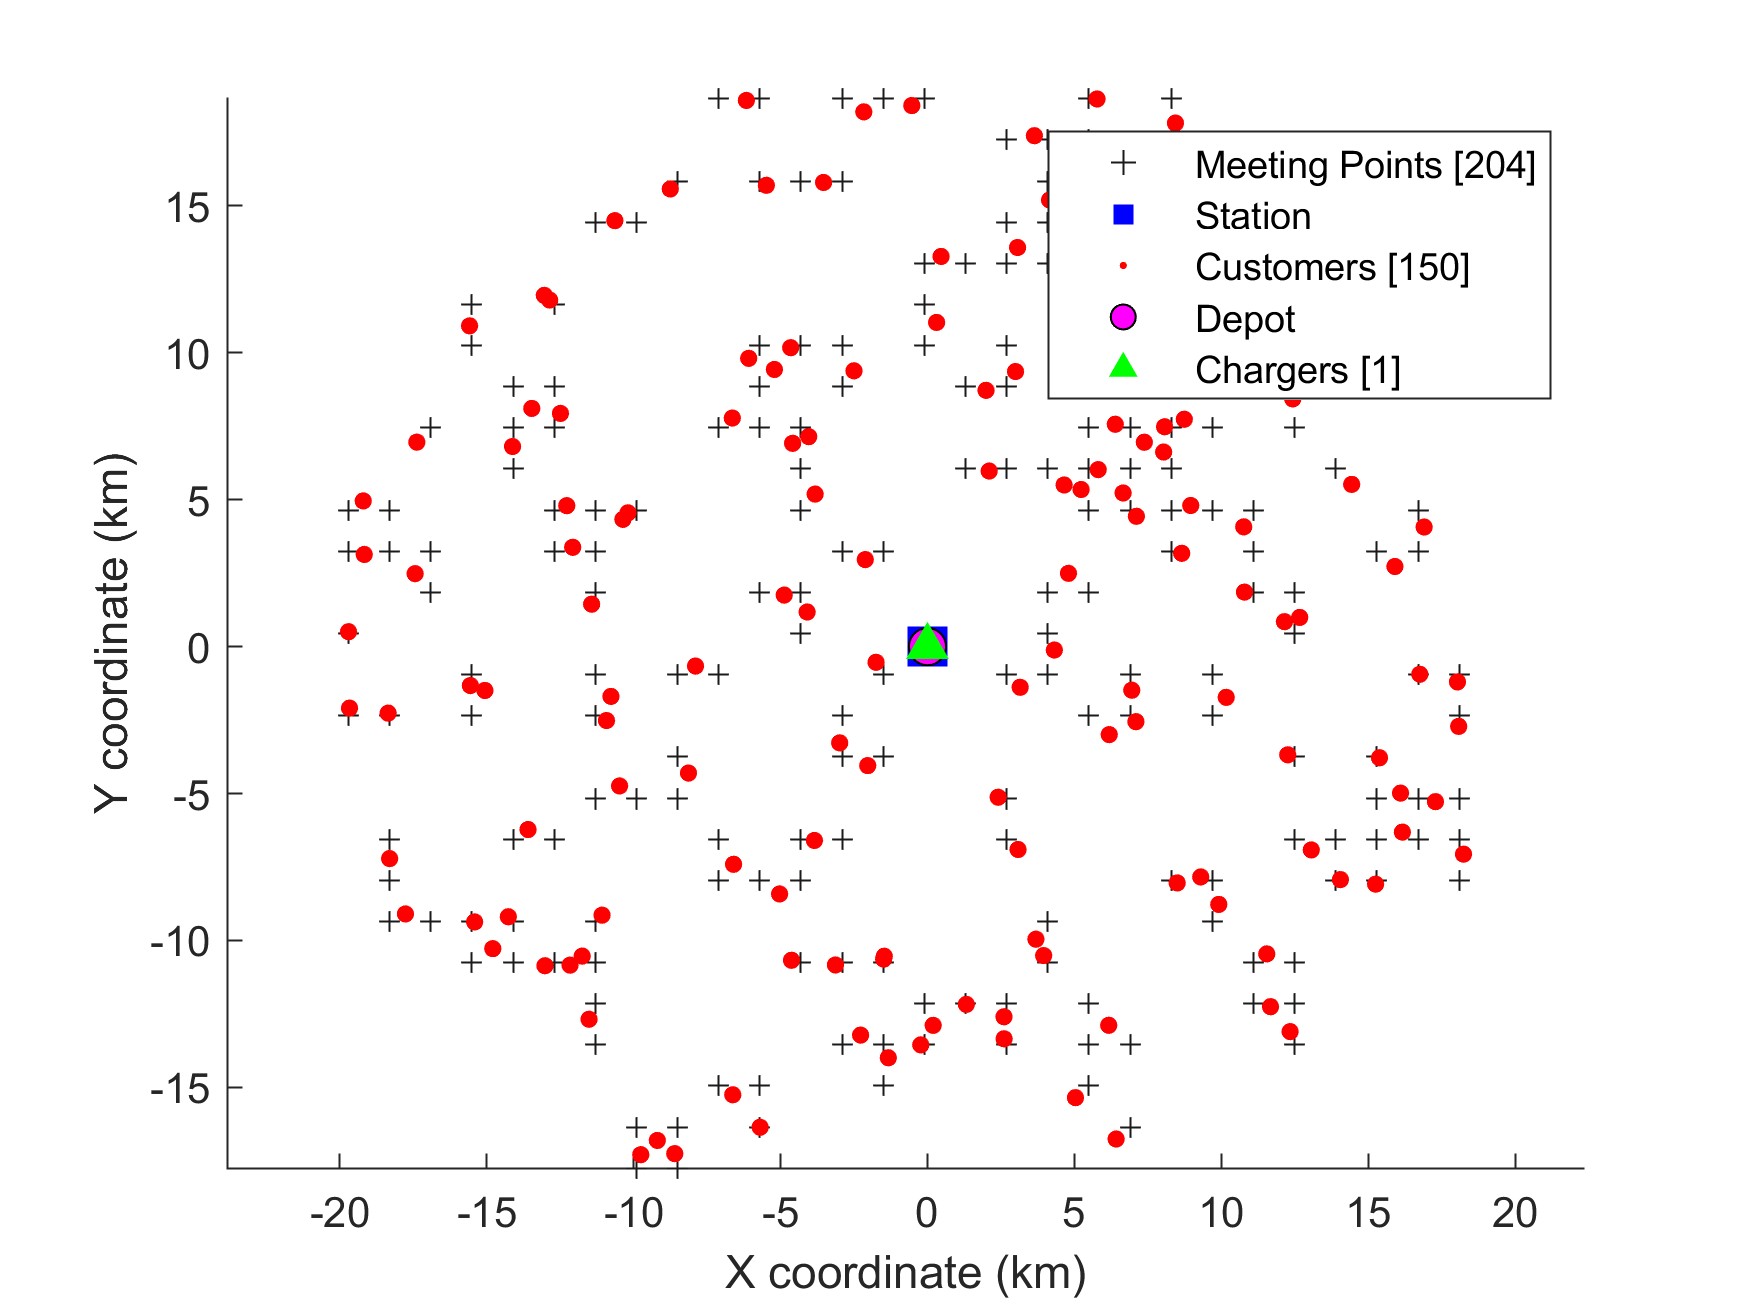 15
10
5
0
-5
-10
-15
Y coordinate (km)
Meeting Points [204]
Station
Customers [150]
Depot
Chargers [1]
-20 -15 -10 -5 0 5 10 15 20
X coordinate (km)